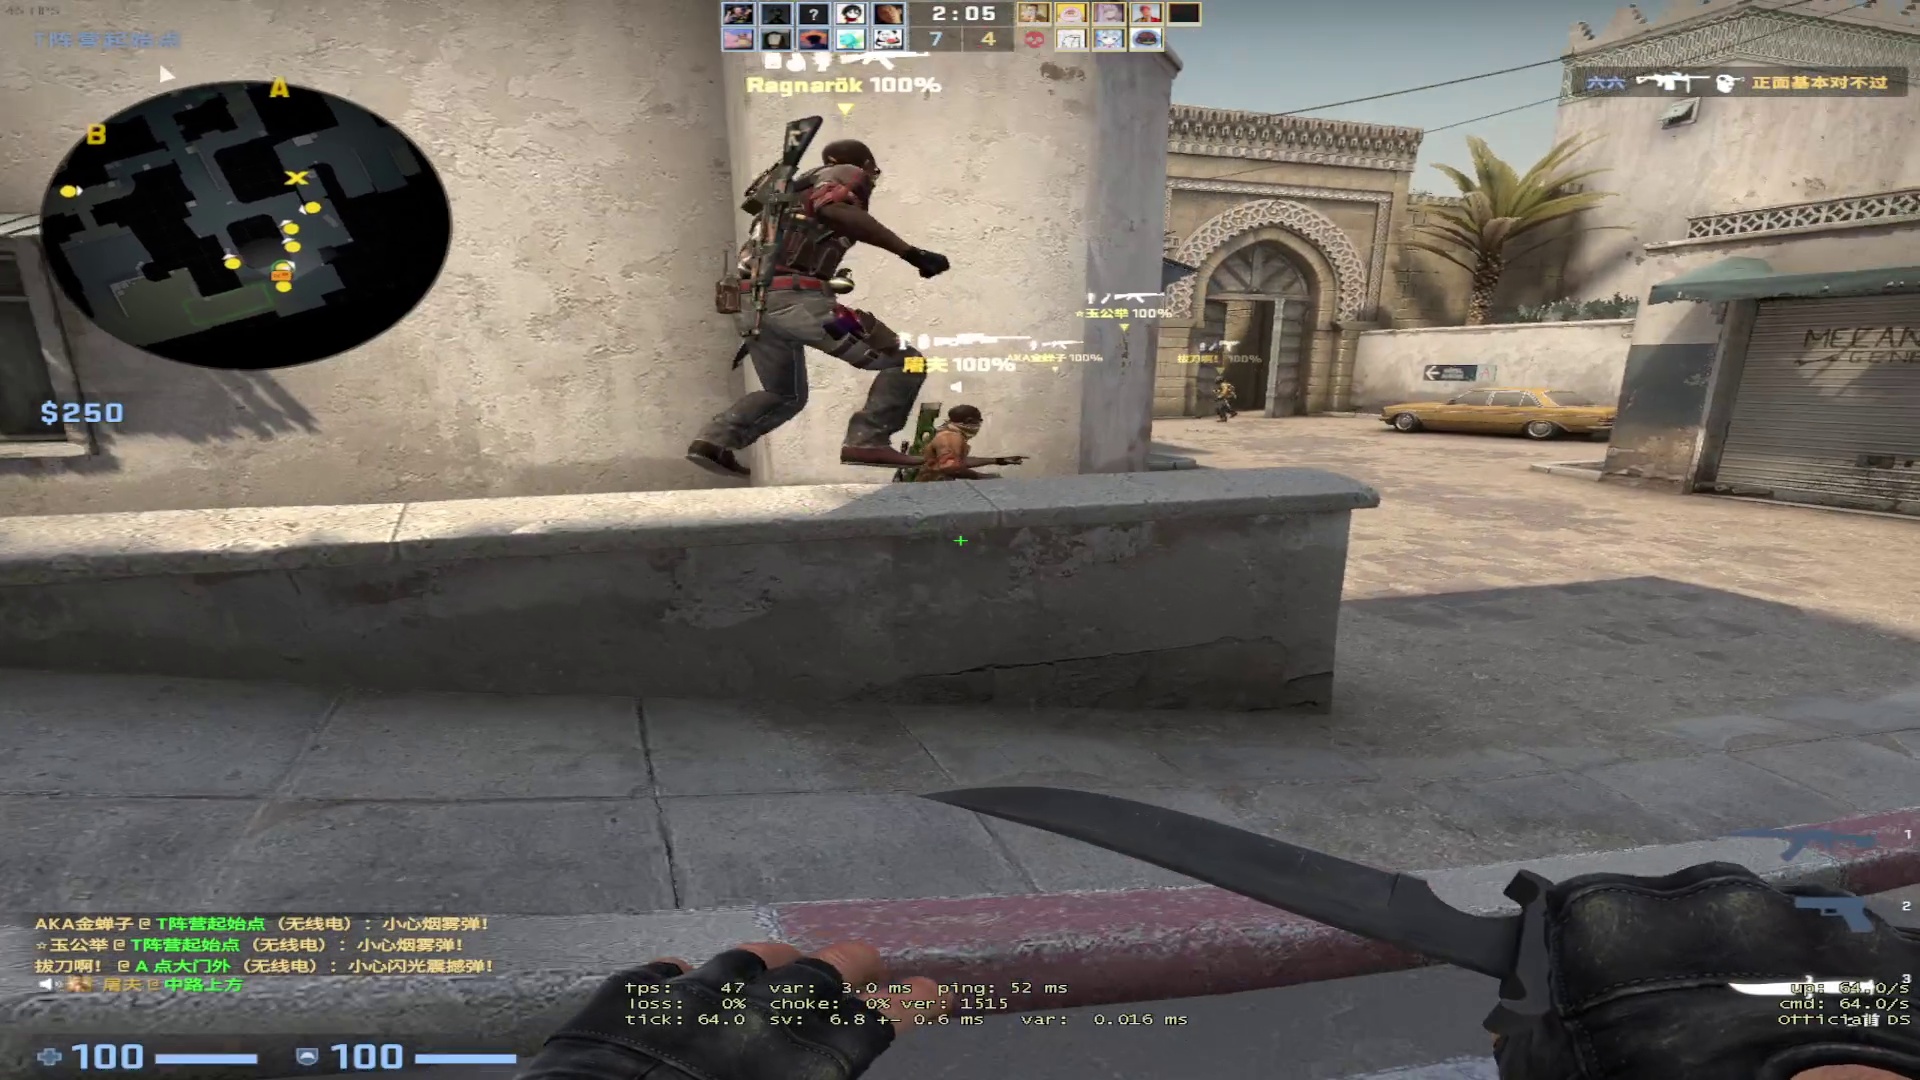 T阵营起始点
2:05
7 4
A
B
六六 正面基本对不过
Ragnarök 100%
☆玉公举 100%
屠夫 100%
AKA金蝉子 100%
拔刀啊! 100%
$250
1
2
3
AKA金蝉子 @ T阵营起始点 (无线电): 小心烟雾弹!
☆玉公举 @ T阵营起始点 (无线电): 小心烟雾弹!
拔刀啊! @ A 点大门外 (无线电): 小心闪光震撼弹!
屠夫 @ 中路上方
fps: 47 var: 3.0 ms ping: 52 ms
loss: 0% choke: 0% ver: 1515
tick: 64.0 sv: 6.8 +- 0.6 ms var: 0.016 ms
up: 64.0/s
cmd: 64.0/s
100 100